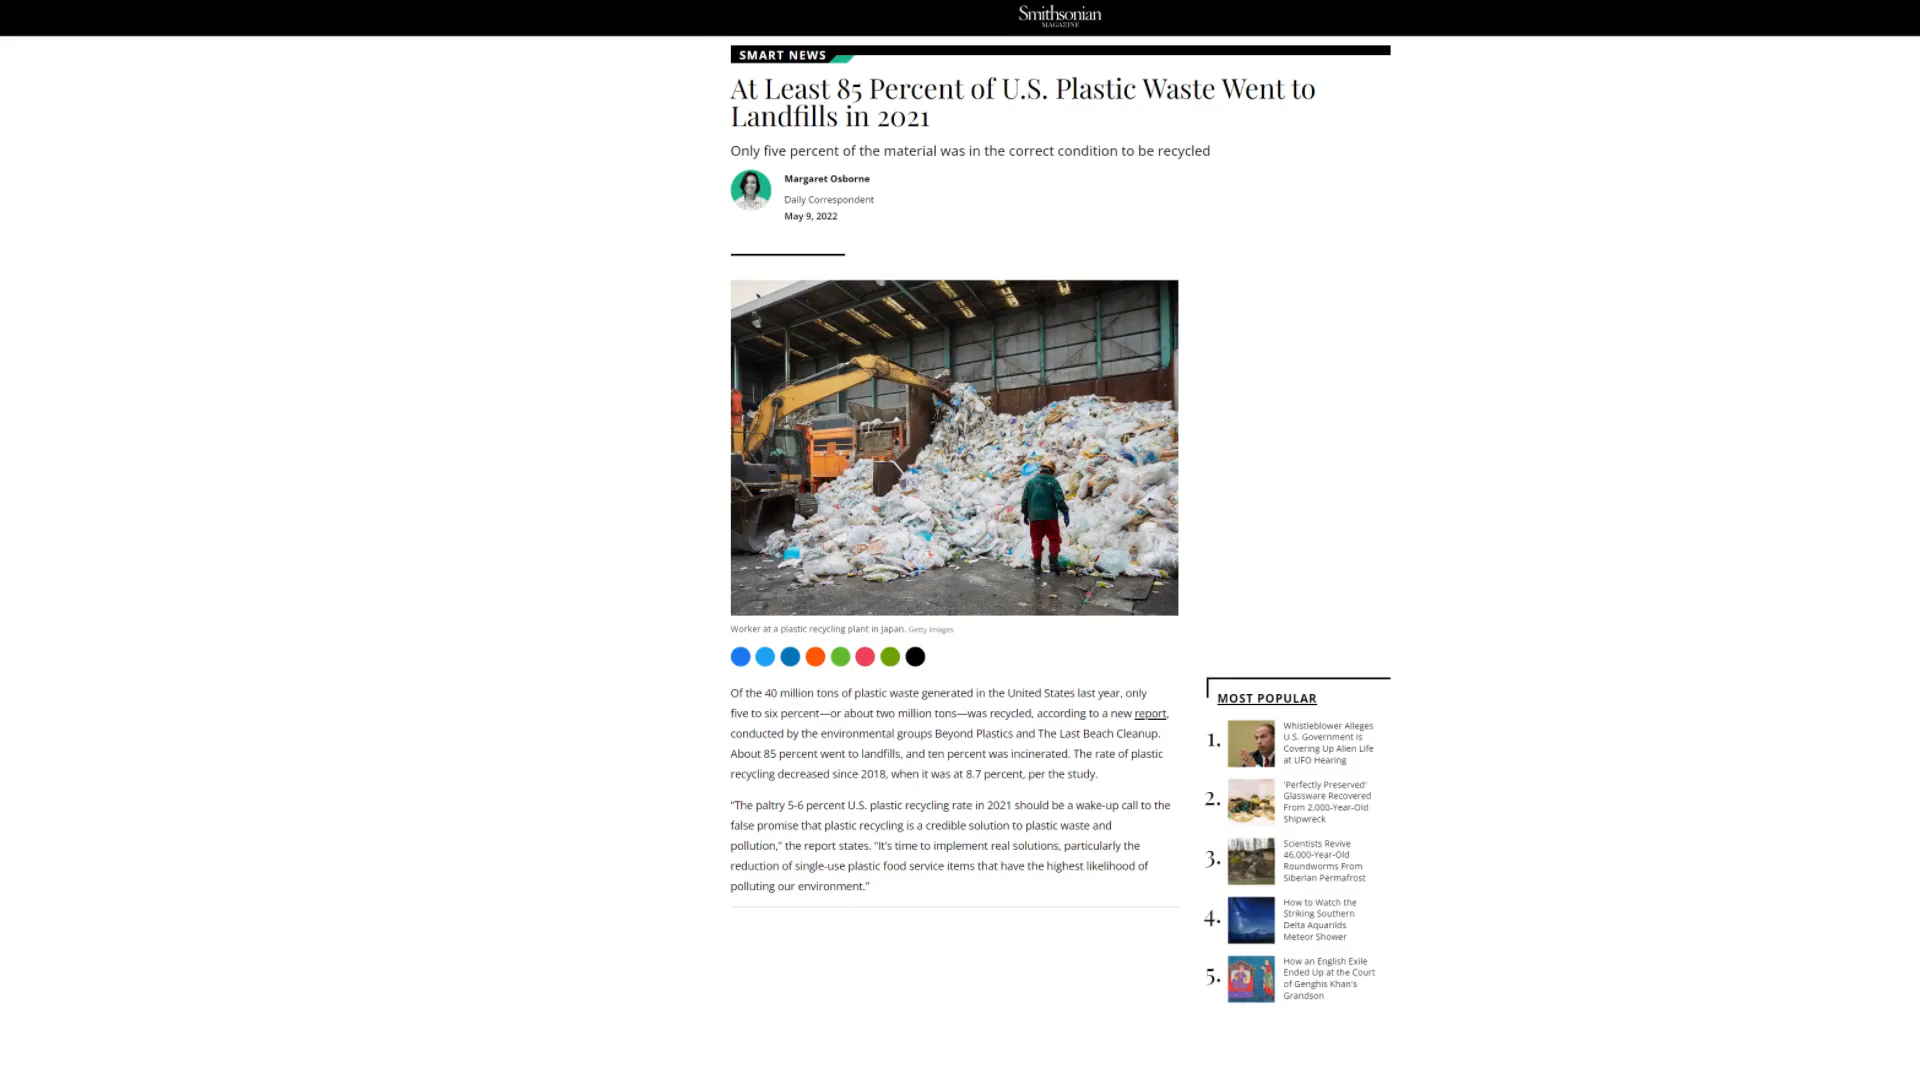 Smithsonian
MAGAZINE
SMART NEWS
At Least 85 Percent of U.S. Plastic Waste Went to
Landfills in 2021
Only five percent of the material was in the correct condition to be recycled
Margaret Osborne
Daily Correspondent
May 9, 2022
Worker at a plastic recycling plant in Japan. Getty Images
Of the 40 million tons of plastic waste generated in the United States last year, only
five to six percent—or about two million tons—was recycled, according to a new report,
conducted by the environmental groups Beyond Plastics and The Last Beach Cleanup.
About 85 percent went to landfills, and ten percent was incinerated. The rate of plastic
recycling decreased since 2018, when it was at 8.7 percent, per the study.
"The paltry 5-6 percent U.S. plastic recycling rate in 2021 should be a wake-up call to the
false promise that plastic recycling is a credible solution to plastic waste and
pollution," the report states. "It's time to implement real solutions, particularly the
reduction of single-use plastic food service items that have the highest likelihood of
polluting our environment."
MOST POPULAR
1.
Whistleblower Alleges
U.S. Government is
Covering Up Alien Life
at UFO Hearing
2.
'Perfectly Preserved'
Glassware Recovered
From 2,000-Year-Old
Shipwreck
3.
Scientists Revive
46,000-Year-Old
Roundworms From
Siberian Permafrost
4.
How to Watch the
Striking Southern
Delta Aquariids
Meteor Shower
5.
How an English Exile
Ended Up at the Court
of Genghis Khan's
Grandson